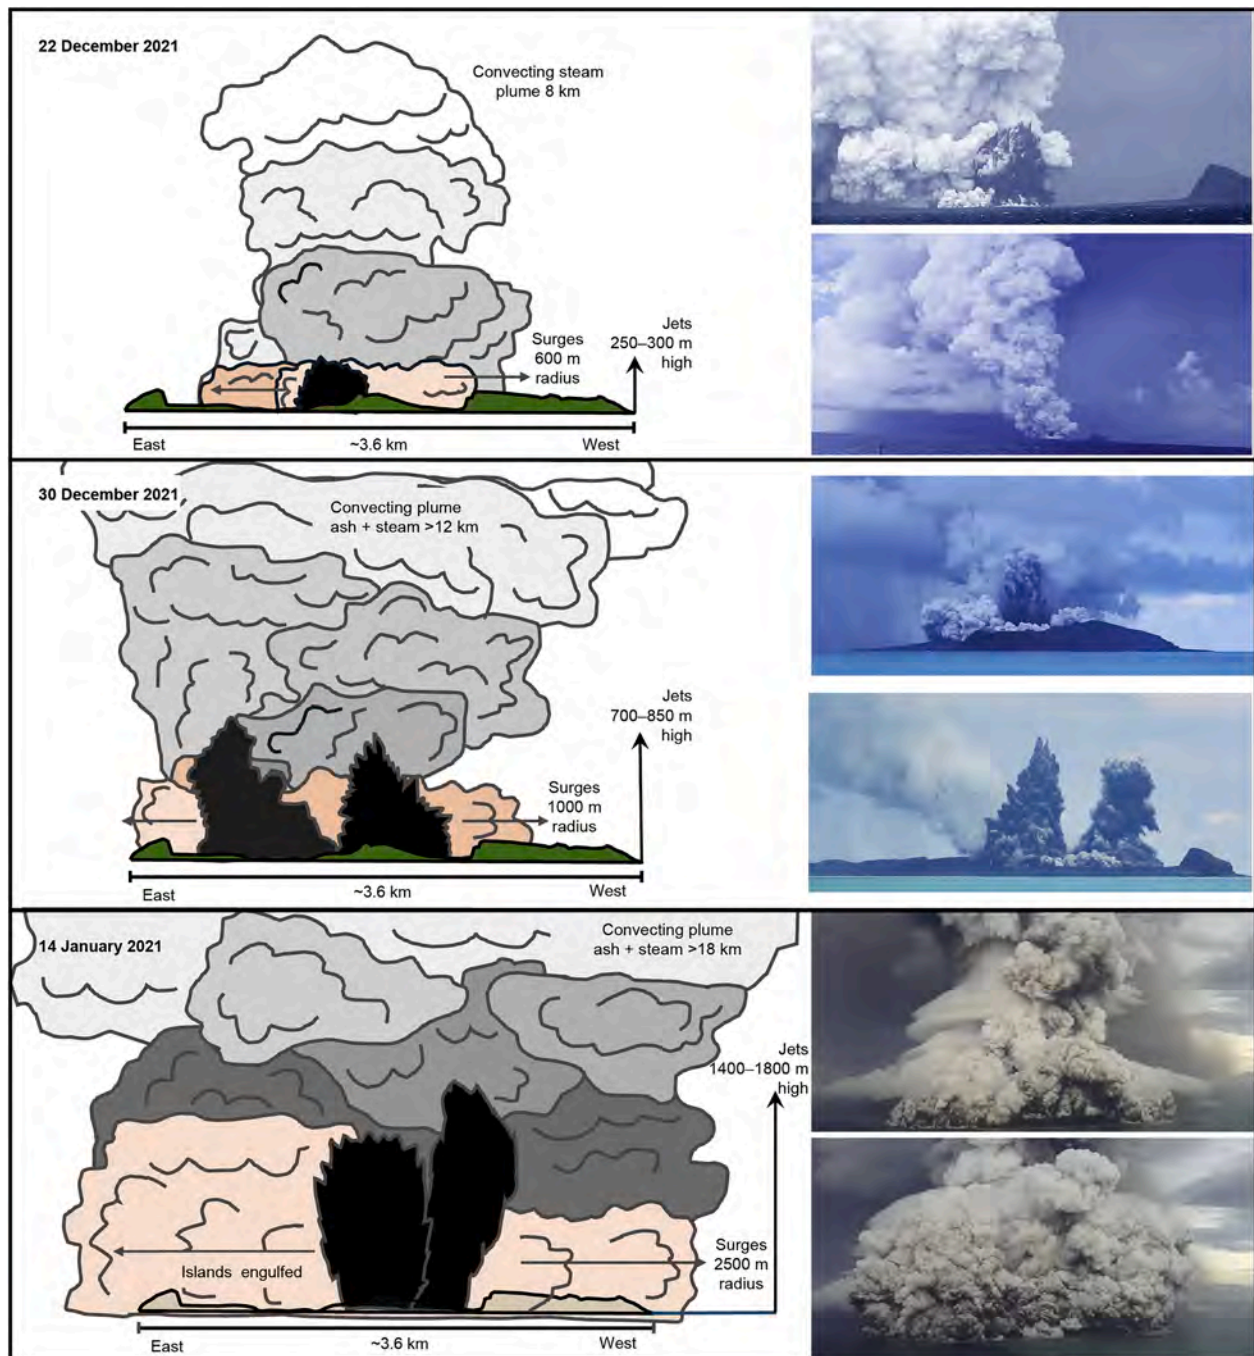 22 December 2021
Convecting steam
plume 8 km
Surges
600 m
radius
Jets
250–300 m
high
East
~3.6 km
West
30 December 2021
Convecting plume
ash + steam >12 km
Jets
700–850 m
high
Surges
1000 m
radius
East
~3.6 km
West
14 January 2021
Convecting plume
ash + steam >18 km
Jets
1400–1800 m
high
Surges
2500 m
radius
Islands engulfed
East
~3.6 km
West